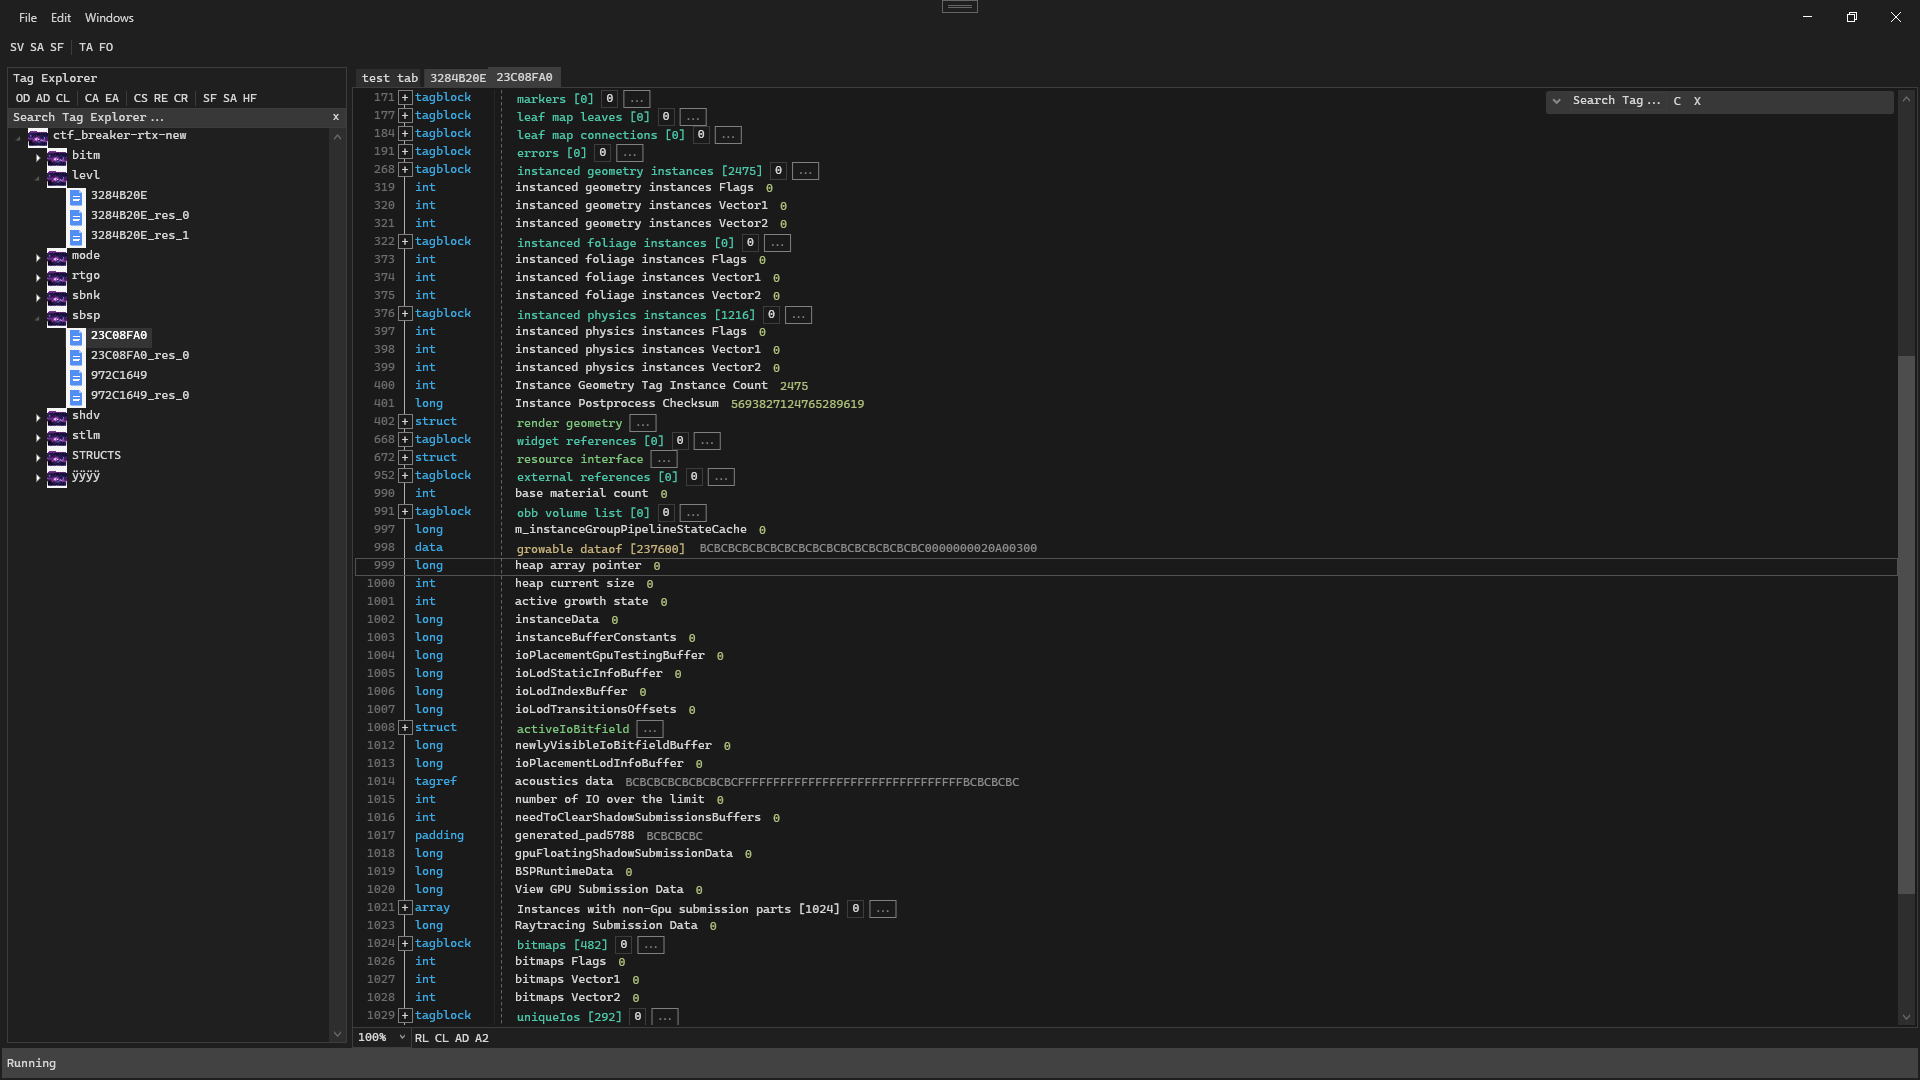 File Edit Windows
SV SA SF TA FO
Tag Explorer
OD AD CL CA EA CS RE CR SF SA HF
Search Tag Explorer ... x
ctf_breaker-rtx-new
bitm
levl
3284B20E
3284B20E_res_0
3284B20E_res_1
mode
rtgo
sbnk
sbsp
23C08FA0
23C08FA0_res_0
972C1649
972C1649_res_0
shdv
stlm
STRUCTS
ÿÿÿÿ
test tab 3284B20E 23C08FA0
Search Tag ... C X
171 + tagblock markers [0] 0 ...
177 + tagblock leaf map leaves [0] 0 ...
184 + tagblock leaf map connections [0] 0 ...
191 + tagblock errors [0] 0 ...
268 + tagblock instanced geometry instances [2475] 0 ...
319 int instanced geometry instances Flags 0
320 int instanced geometry instances Vector1 0
321 int instanced geometry instances Vector2 0
322 + tagblock instanced foliage instances [0] 0 ...
373 int instanced foliage instances Flags 0
374 int instanced foliage instances Vector1 0
375 int instanced foliage instances Vector2 0
376 + tagblock instanced physics instances [1216] 0 ...
397 int instanced physics instances Flags 0
398 int instanced physics instances Vector1 0
399 int instanced physics instances Vector2 0
400 int Instance Geometry Tag Instance Count 2475
401 long Instance Postprocess Checksum 5693827124765289619
402 + struct render geometry ...
668 + tagblock widget references [0] 0 ...
672 + struct resource interface ...
952 + tagblock external references [0] 0 ...
990 int base material count 0
991 + tagblock obb volume list [0] 0 ...
997 long m_instanceGroupPipelineStateCache 0
998 data growable dataof [237600] BCBCBCBCBCBCBCBCBCBCBCBCBCBCBCBC0000000020A00300
999 long heap array pointer 0
1000 int heap current size 0
1001 int active growth state 0
1002 long instanceData 0
1003 long instanceBufferConstants 0
1004 long ioPlacementGpuTestingBuffer 0
1005 long ioLodStaticInfoBuffer 0
1006 long ioLodIndexBuffer 0
1007 long ioLodTransitionsOffsets 0
1008 + struct activeIoBitfield ...
1012 long newlyVisibleIoBitfieldBuffer 0
1013 long ioPlacementLodInfoBuffer 0
1014 tagref acoustics data BCBCBCBCBCBCBCBCFFFFFFFFFFFFFFFFFFFFFFFFFFFFFFFFBCBCBCBC
1015 int number of IO over the limit 0
1016 int needToClearShadowSubmissionsBuffers 0
1017 padding generated_pad5788 BCBCBCBC
1018 long gpuFloatingShadowSubmissionData 0
1019 long BSPRuntimeData 0
1020 long View GPU Submission Data 0
1021 + array Instances with non-Gpu submission parts [1024] 0 ...
1023 long Raytracing Submission Data 0
1024 + tagblock bitmaps [482] 0 ...
1026 int bitmaps Flags 0
1027 int bitmaps Vector1 0
1028 int bitmaps Vector2 0
1029 + tagblock uniqueIos [292] 0 ...
100% RL CL AD A2
Running